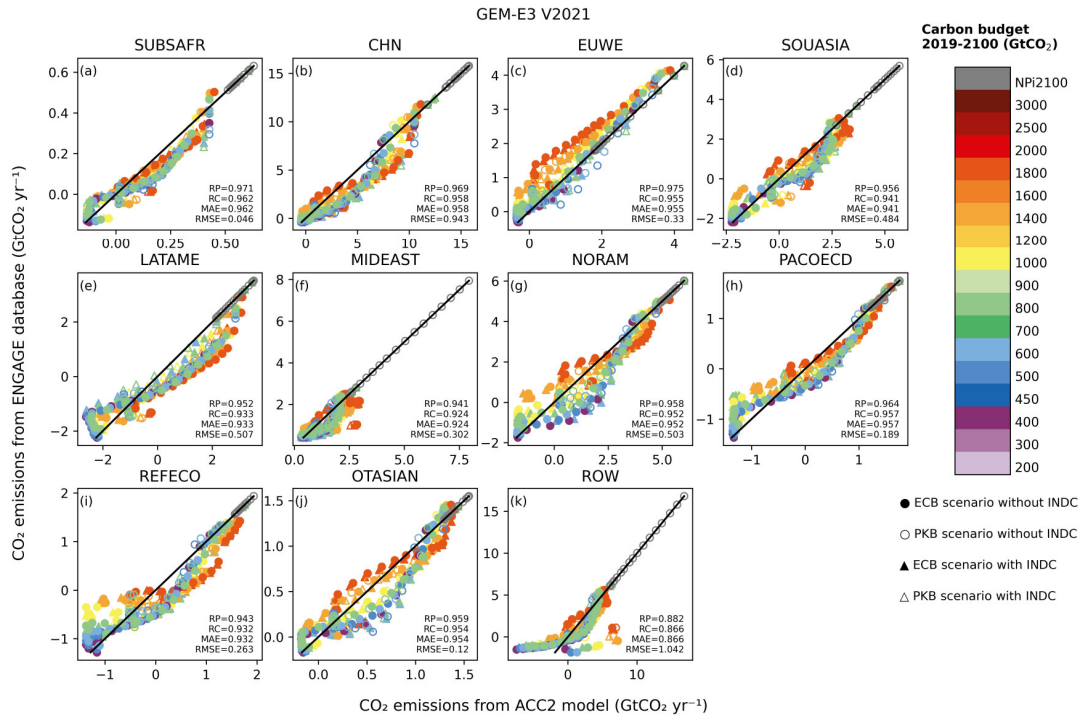 GEM-E3 V2021
SUBSAFR
CHN
EUWE
SOUASIA
Carbon budget
2019-2100 (GtCO₂)
(a)
(b)
(c)
(d)
0.6
0.4
0.2
0.0
RP=0.971
RC=0.962
MAE=0.962
RMSE=0.046
0.00
0.25
0.50
15
10
5
0
RP=0.969
RC=0.958
MAE=0.958
RMSE=0.943
0
5
10
15
4
3
2
1
0
RP=0.975
RC=0.955
MAE=0.955
RMSE=0.33
0
2
4
6
4
2
0
−2
RP=0.956
RC=0.941
MAE=0.941
RMSE=0.484
−2.5
0.0
2.5
5.0
LATAME
MIDEAST
NORAM
PACOECD
(e)
(f)
(g)
(h)
2
0
−2
RP=0.952
RC=0.933
MAE=0.933
RMSE=0.507
−2
0
2
8
6
4
2
RP=0.941
RC=0.924
MAE=0.924
RMSE=0.302
0.0
2.5
5.0
7.5
6
4
2
0
−2
RP=0.958
RC=0.952
MAE=0.952
RMSE=0.503
0.0
2.5
5.0
1
0
−1
RP=0.964
RC=0.957
MAE=0.957
RMSE=0.189
−1
0
1
REFECO
OTASIAN
ROW
(i)
(j)
(k)
2
1
0
−1
RP=0.943
RC=0.932
MAE=0.932
RMSE=0.263
−1
0
1
2
1.5
1.0
0.5
0.0
RP=0.959
RC=0.954
MAE=0.954
RMSE=0.12
0.0
0.5
1.0
1.5
15
10
5
0
RP=0.882
RC=0.866
MAE=0.866
RMSE=1.042
0
5
10
15
CO₂ emissions from ENGAGE database (GtCO₂ yr⁻¹)
CO₂ emissions from ACC2 model (GtCO₂ yr⁻¹)
NPi2100
3000
2500
2000
1800
1600
1400
1200
1000
900
800
700
600
500
450
400
300
200
ECB scenario without INDC
PKB scenario without INDC
ECB scenario with INDC
PKB scenario with INDC